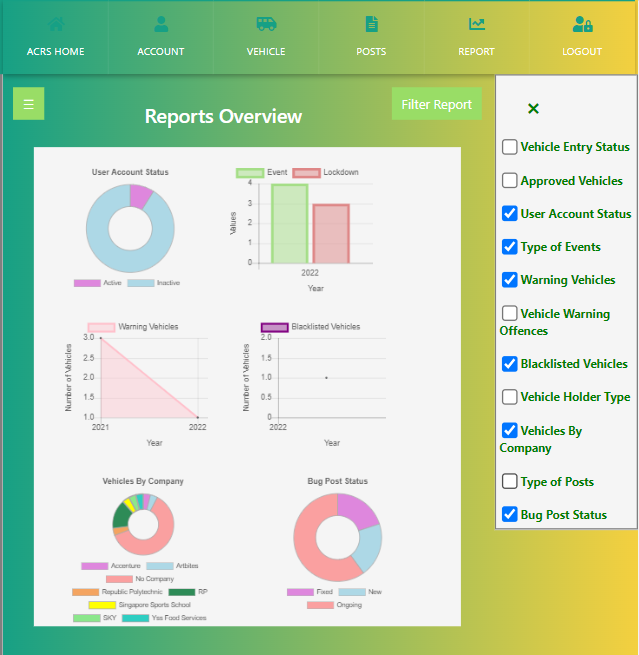 ACRS HOME
ACCOUNT
VEHICLE
POSTS
REPORT
LOGOUT
☰
Reports Overview
Filter Report
×
Vehicle Entry Status
Approved Vehicles
User Account Status
Type of Events
Warning Vehicles
Vehicle Warning
Offences
Blacklisted Vehicles
Vehicle Holder Type
Vehicles By
Company
Type of Posts
Bug Post Status
User Account Status
Active
Inactive
Event
Lockdown
Values
4
3
2
1
0
2022
Year
Warning Vehicles
Number of Vehicles
3.0
2.5
2.0
1.5
1.0
2021
2022
Year
Blacklisted Vehicles
Number of Vehicles
2.0
1.5
1.0
0.5
0
2022
Year
Vehicles By Company
Accenture
Artbites
No Company
Republic Polytechnic
RP
Singapore Sports School
SKY
Yes Food Services
Bug Post Status
Fixed
New
Ongoing